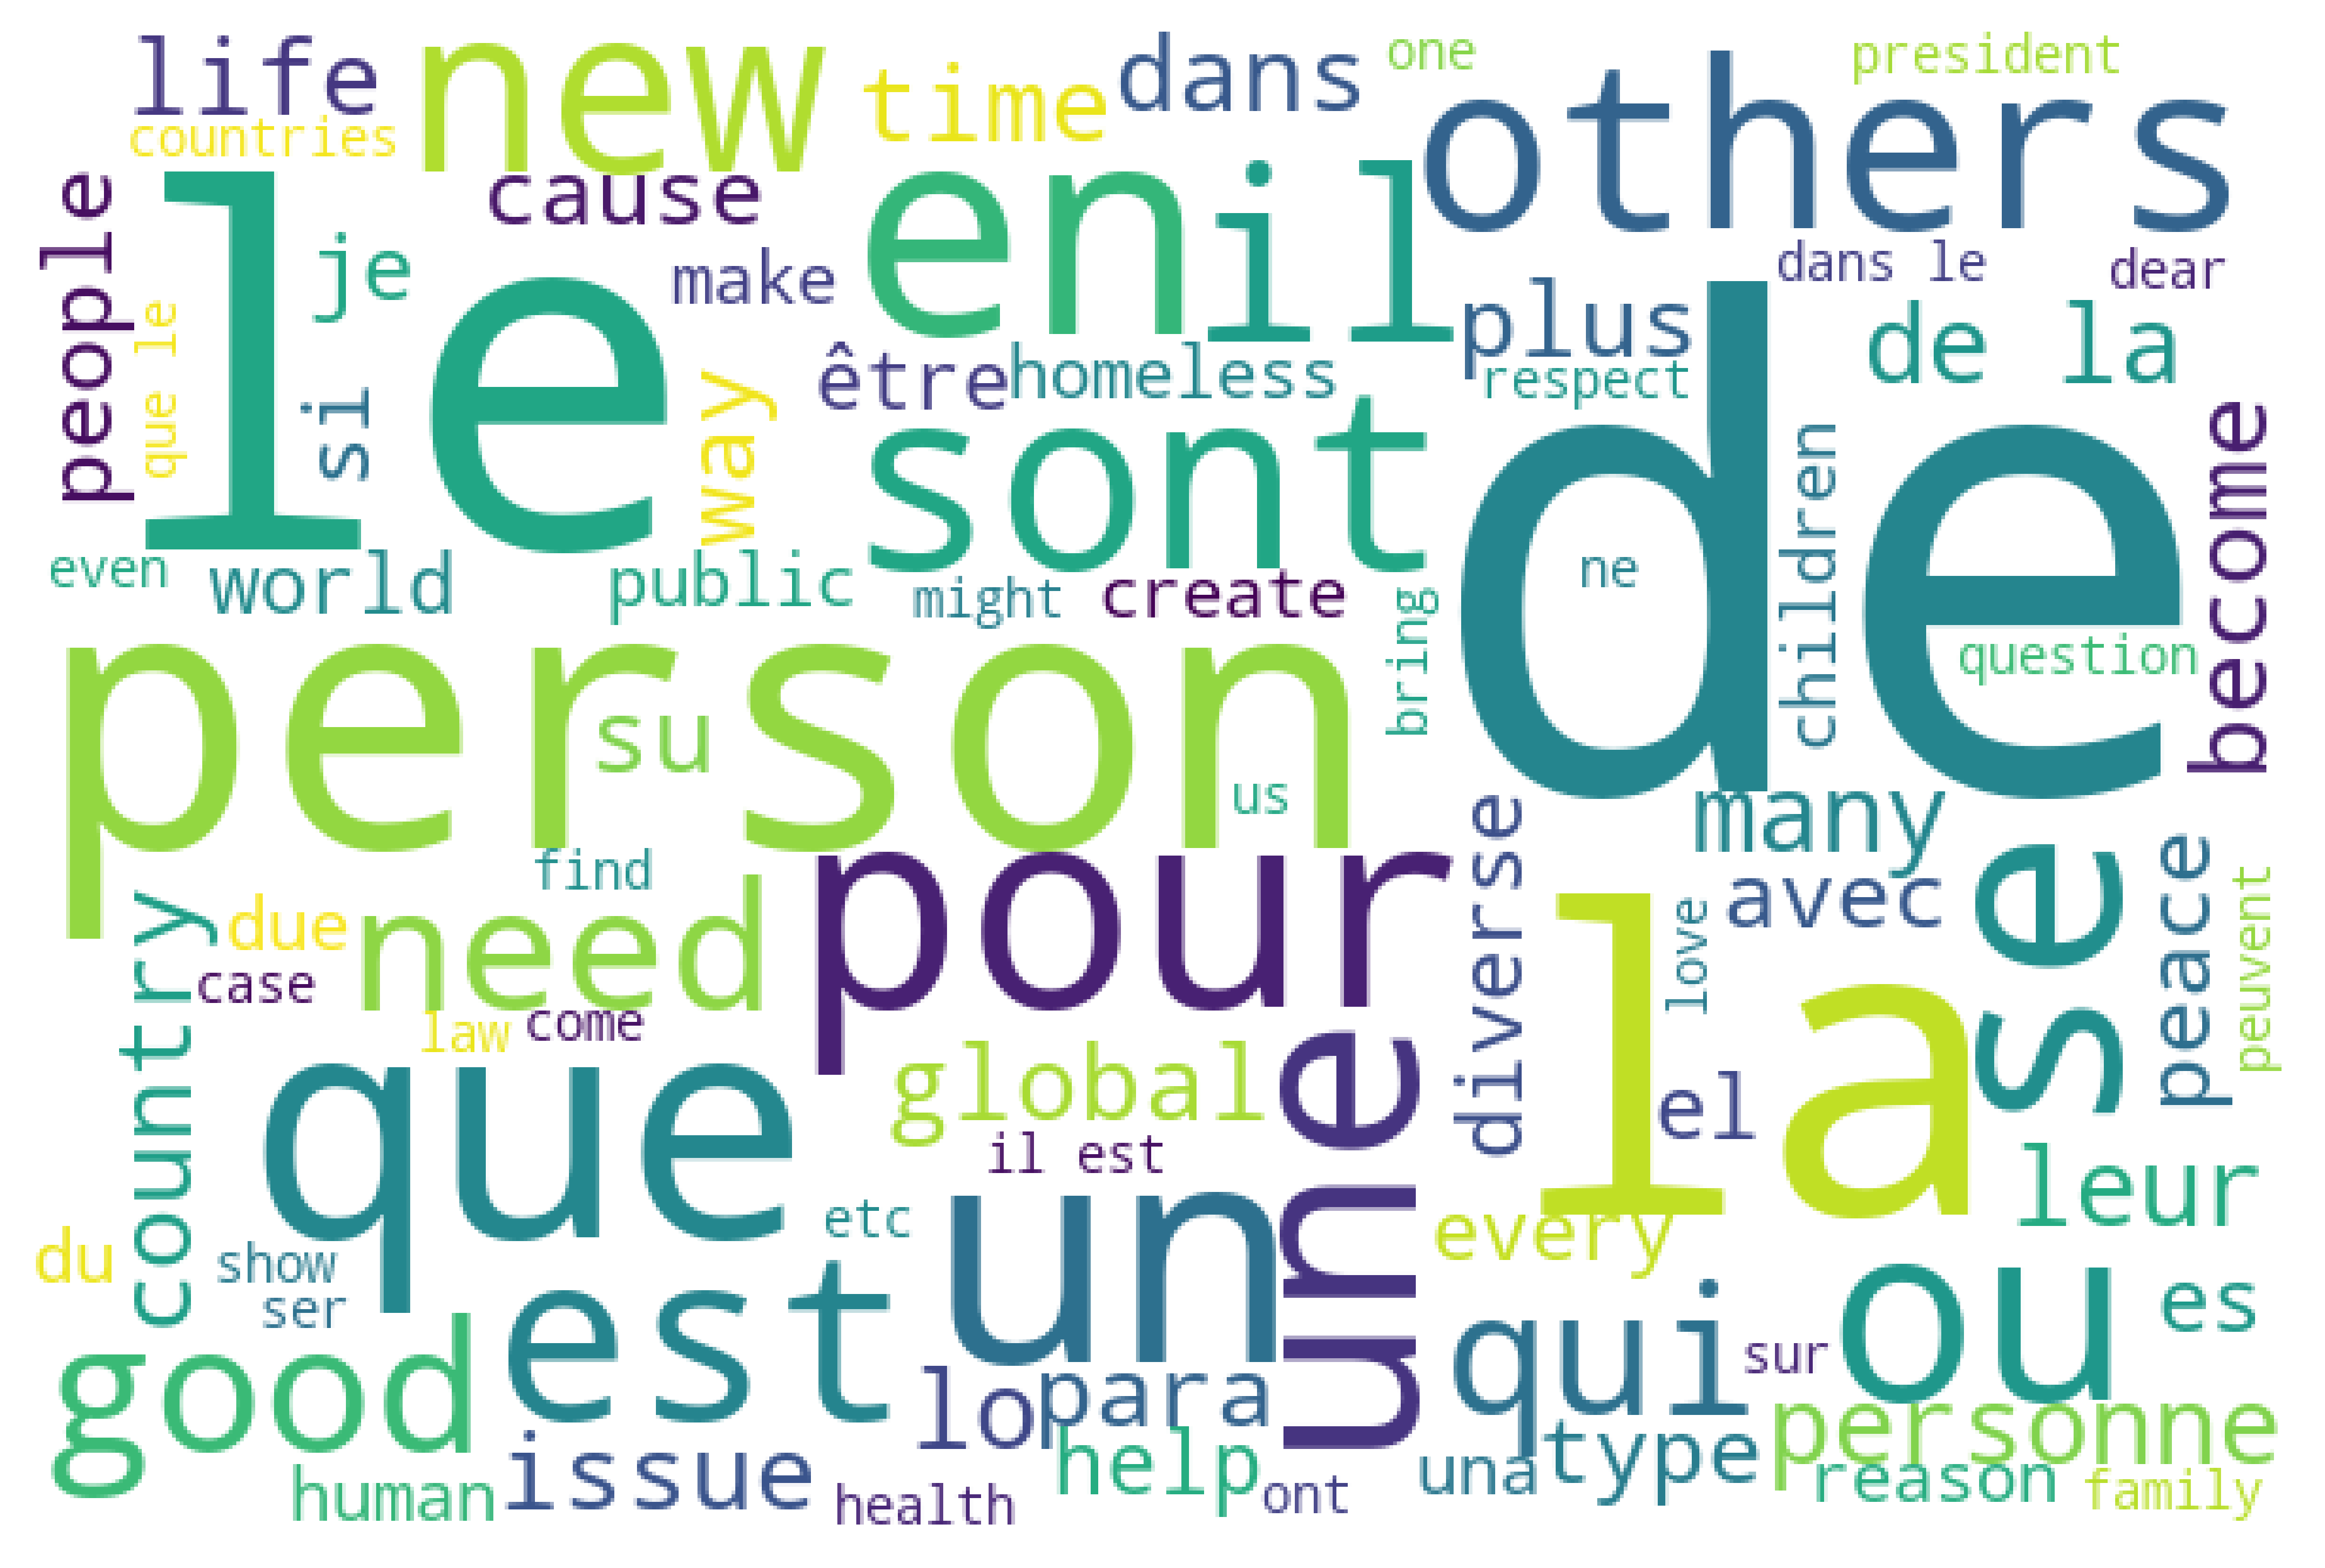 life
new
time
dans
one
president
countries
others
people
le
cause
en
il
je
make
dans le
dear
que le
si
way
être
homeless
plus
respect
de la
sont
de
children
become
even
world
public
might
create
bring
ne
question
person
su
us
many
find
pour
diverse
love
avec
se
peace
peuvent
country
due
need
case
law
come
la
que
global
une
el
il est
leur
du
show
ser
etc
un
every
est
qui
ou
es
sur
good
lo
para
personne
issue
help
una
type
reason
family
human
health
ont